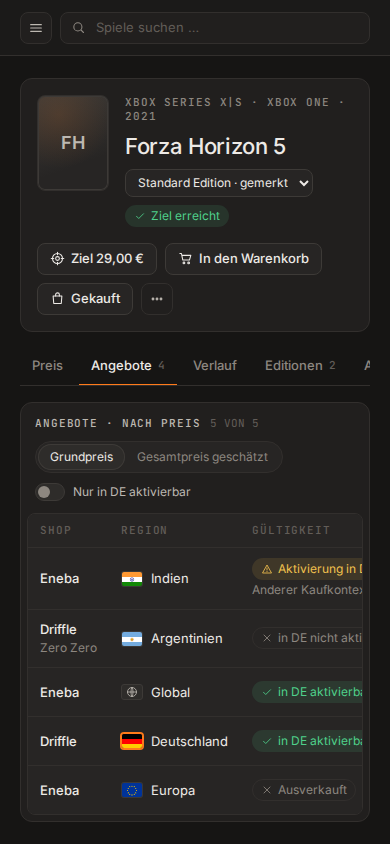 Spiele suchen ...
FH
XBOX SERIES X|S · XBOX ONE ·
2021
Forza Horizon 5
Standard Edition · gemerkt
Ziel erreicht
Ziel 29,00 €
In den Warenkorb
Gekauft
Preis
Angebote 4
Verlauf
Editionen 2
ANGEBOTE · NACH PREIS 5 VON 5
Grundpreis
Gesamtpreis geschätzt
Nur in DE aktivierbar
SHOP REGION GÜLTIGKEIT
Eneba Indien Aktivierung in
Anderer Kaufkonte
Driffle Argentinien in DE nicht akti
Zero Zero
Eneba Global in DE aktivierba
Driffle Deutschland in DE aktivierba
Eneba Europa Ausverkauft